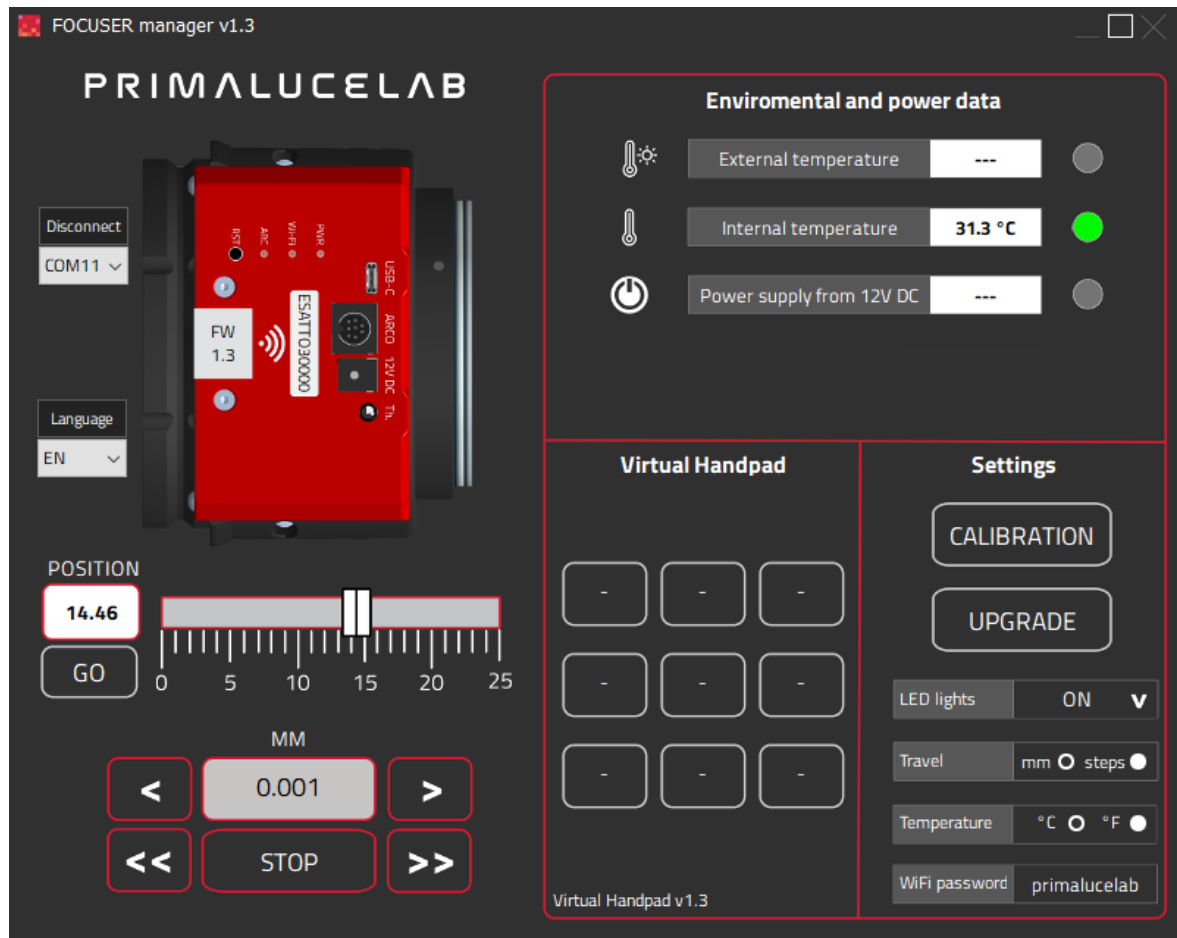 FOCUSER manager v1.3
PRIMALUCELAB
Disconnect
COM11
Language
EN
RST
ARC
Wi-Fi
PWR
USB-C
ARCO
12V DC
Th.
FW
1.3
ESATTO30000
POSITION
14.46
GO
0 5 10 15 20 25
MM
< 0.001 >
<< STOP >>
Enviromental and power data
External temperature ---
Internal temperature 31.3 °C
Power supply from 12V DC ---
Virtual Handpad
- - -
- - -
- - -
Virtual Handpad v1.3
Settings
CALIBRATION
UPGRADE
LED lights ON
Travel mm steps
Temperature °C °F
WiFi password primalucelab